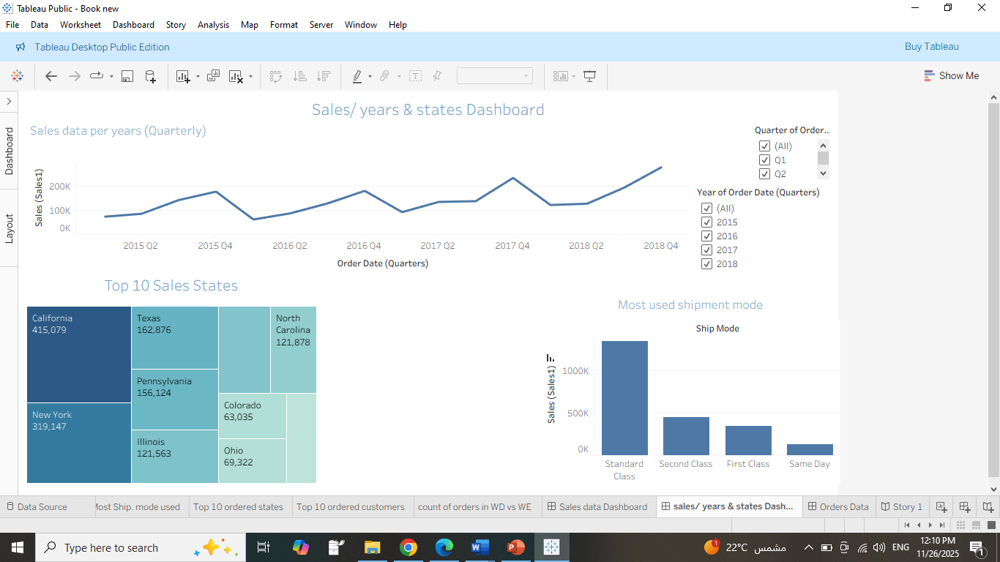 Tableau Public - Book new
File Data Worksheet Dashboard Story Analysis Map Format Server Window Help
Tableau Desktop Public Edition
Buy Tableau
Show Me
Dashboard
Layout
Sales/ years & states Dashboard
Sales data per years (Quarterly)
Sales (Sales1)
200K
100K
0K
2015 Q2 2015 Q4 2016 Q2 2016 Q4 2017 Q2 2017 Q4 2018 Q2 2018 Q4
Order Date (Quarters)
Quarter of Order..
(All)
Q1
Q2
Year of Order Date (Quarters)
(All)
2015
2016
2017
2018
Top 10 Sales States
California
415,079
New York
319,147
Texas
162,876
Pennsylvania
156,124
Illinois
121,563
North
Carolina
121,878
Colorado
63,035
Ohio
69,322
Most used shipment mode
Ship Mode
Sales (Sales1)
1000K
500K
0K
Standard
Class
Second Class
First Class
Same Day
Data Source
Most Ship. mode used
Top 10 ordered states
Top 10 ordered customers
count of orders in WD vs WE
Sales data Dashboard
sales/ years & states Dash...
Orders Data
Story 1
Type here to search
1
22°C
مشمس
ENG
12:10 PM
11/26/2025
1